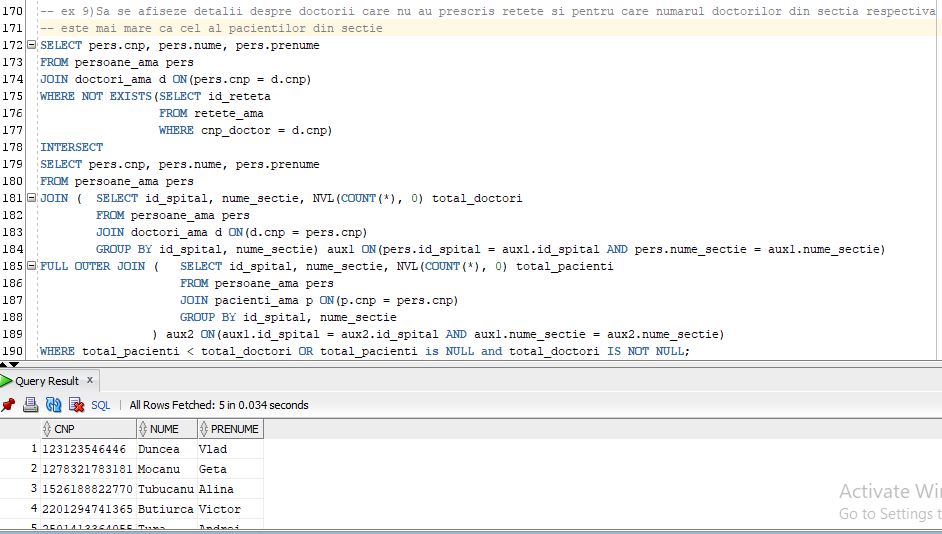 170 -- ex 9)Sa se afiseze detalii despre doctorii care nu au prescris retete si pentru care numarul doctorilor din sectia respectiva
171 -- este mai mare ca cel al pacientilor din sectie
172 SELECT pers.cnp, pers.nume, pers.prenume
173 FROM persoane_ama pers
174 JOIN doctori_ama d ON(pers.cnp = d.cnp)
175 WHERE NOT EXISTS(SELECT id_reteta
176 FROM retete_ama
177 WHERE cnp_doctor = d.cnp)
178 INTERSECT
179 SELECT pers.cnp, pers.nume, pers.prenume
180 FROM persoane_ama pers
181 JOIN ( SELECT id_spital, nume_sectie, NVL(COUNT(*), 0) total_doctori
182 FROM persoane_ama pers
183 JOIN doctori_ama d ON(d.cnp = pers.cnp)
184 GROUP BY id_spital, nume_sectie) aux1 ON(pers.id_spital = aux1.id_spital AND pers.nume_sectie = aux1.nume_sectie)
185 FULL OUTER JOIN ( SELECT id_spital, nume_sectie, NVL(COUNT(*), 0) total_pacienti
186 FROM persoane_ama pers
187 JOIN pacienti_ama p ON(p.cnp = pers.cnp)
188 GROUP BY id_spital, nume_sectie
189 ) aux2 ON(aux1.id_spital = aux2.id_spital AND aux1.nume_sectie = aux2.nume_sectie)
190 WHERE total_pacienti < total_doctori OR total_pacienti is NULL and total_doctori IS NOT NULL;
Query Result x
SQL | All Rows Fetched: 5 in 0.034 seconds
CNP NUME PRENUME
1 123123546446 Duncea Vlad
2 1278321783181 Mocanu Geta
3 1526188822770 Tubucanu Alina
4 2201294741365 Butiurca Victor
5
Activate Wi
Go to Settings t